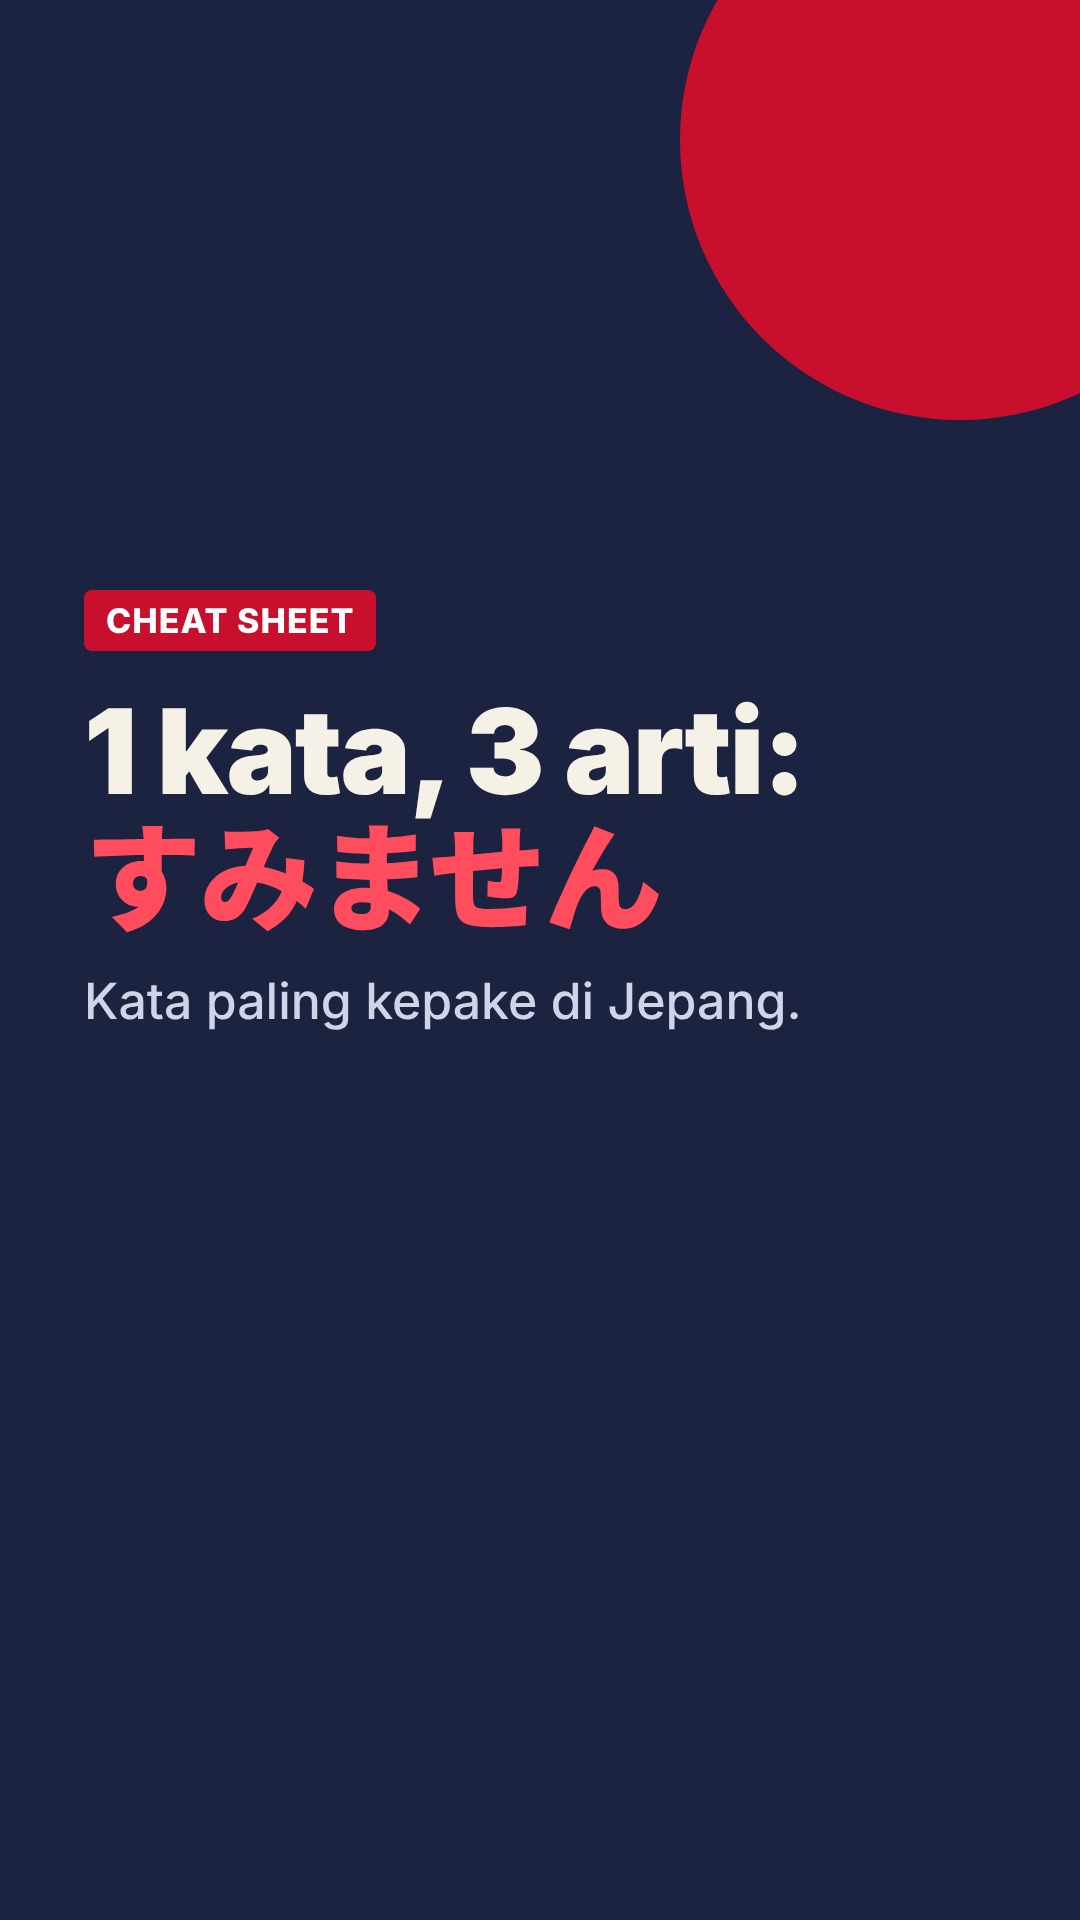 CHEAT SHEET
1 kata, 3 arti:
すみません
Kata paling kepake di Jepang.